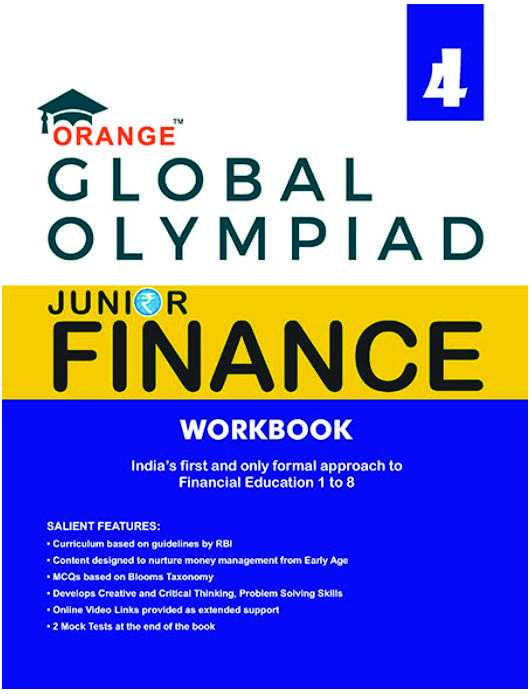 4
ORANGE™
GLOBAL
OLYMPIAD
JUNI₹R
FINANCE
WORKBOOK
India's first and only formal approach to
Financial Education 1 to 8
SALIENT FEATURES:
• Curriculum based on guidelines by RBI
• Content designed to nurture money management from Early Age
• MCQs based on Blooms Taxonomy
• Develops Creative and Critical Thinking, Problem Solving Skills
• Online Video Links provided as extended support
• 2 Mock Tests at the end of the book